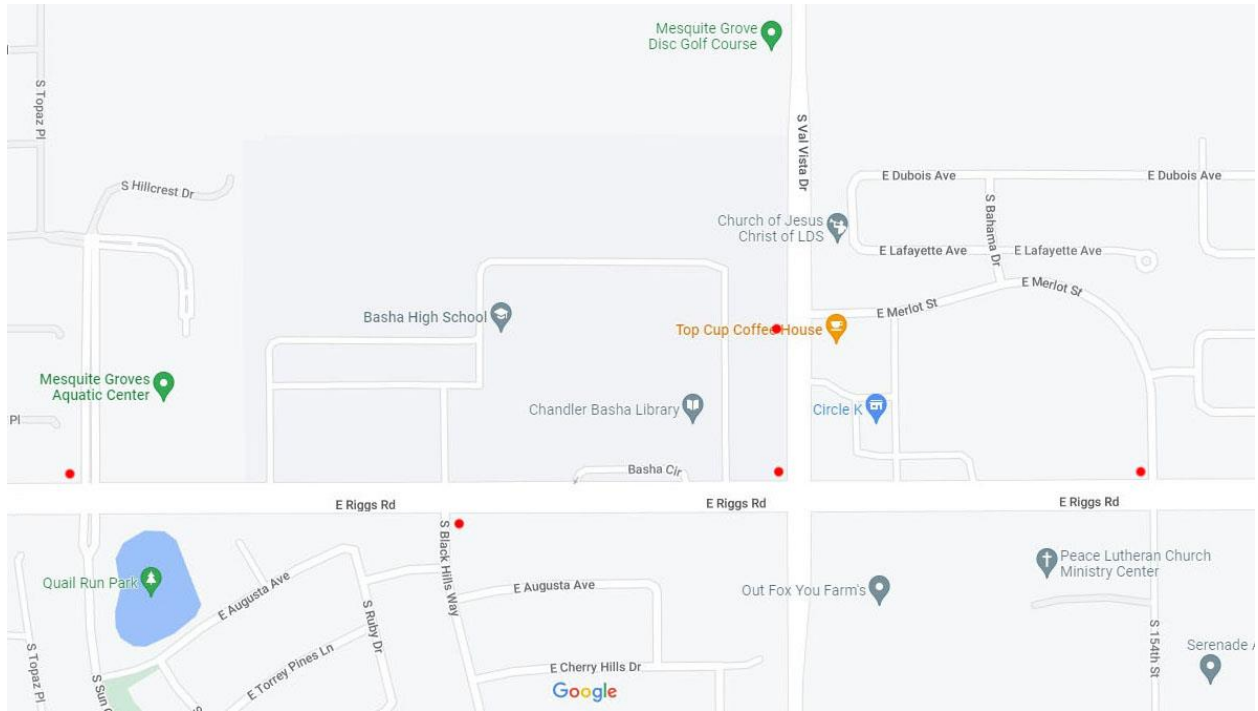 Mesquite Grove
Disc Golf Course
S Topaz Pl
S Val Vista Dr
S Hillcrest Dr
E Dubois Ave
E Dubois Ave
S Bahama Dr
Church of Jesus
Christ of LDS
E Lafayette Ave
E Lafayette Ave
E Merlot St
E Merlot St
Basha High School
Top Cup Coffee House
Mesquite Groves
Aquatic Center
Pl
Chandler Basha Library
Circle K
Basha Cir
E Riggs Rd
E Riggs Rd
E Riggs Rd
S Black Hills Way
Quail Run Park
E Augusta Ave
E Augusta Ave
Out Fox You Farm's
Peace Lutheran Church
Ministry Center
S Ruby Dr
S 154th St
S Topaz Pl
S Sun
E Torrey Pines Ln
E Cherry Hills Dr
Serenade
Google